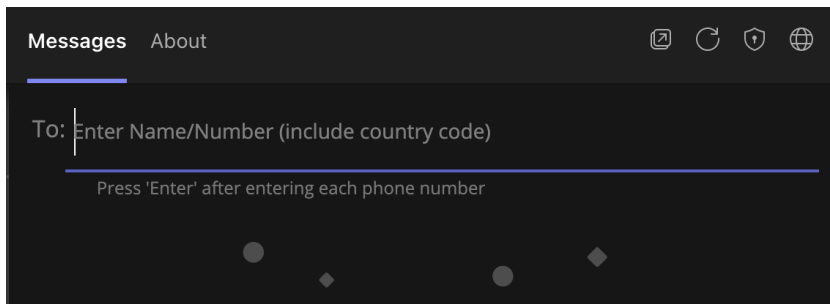 Messages About
To: Enter Name/Number (include country code)
Press 'Enter' after entering each phone number